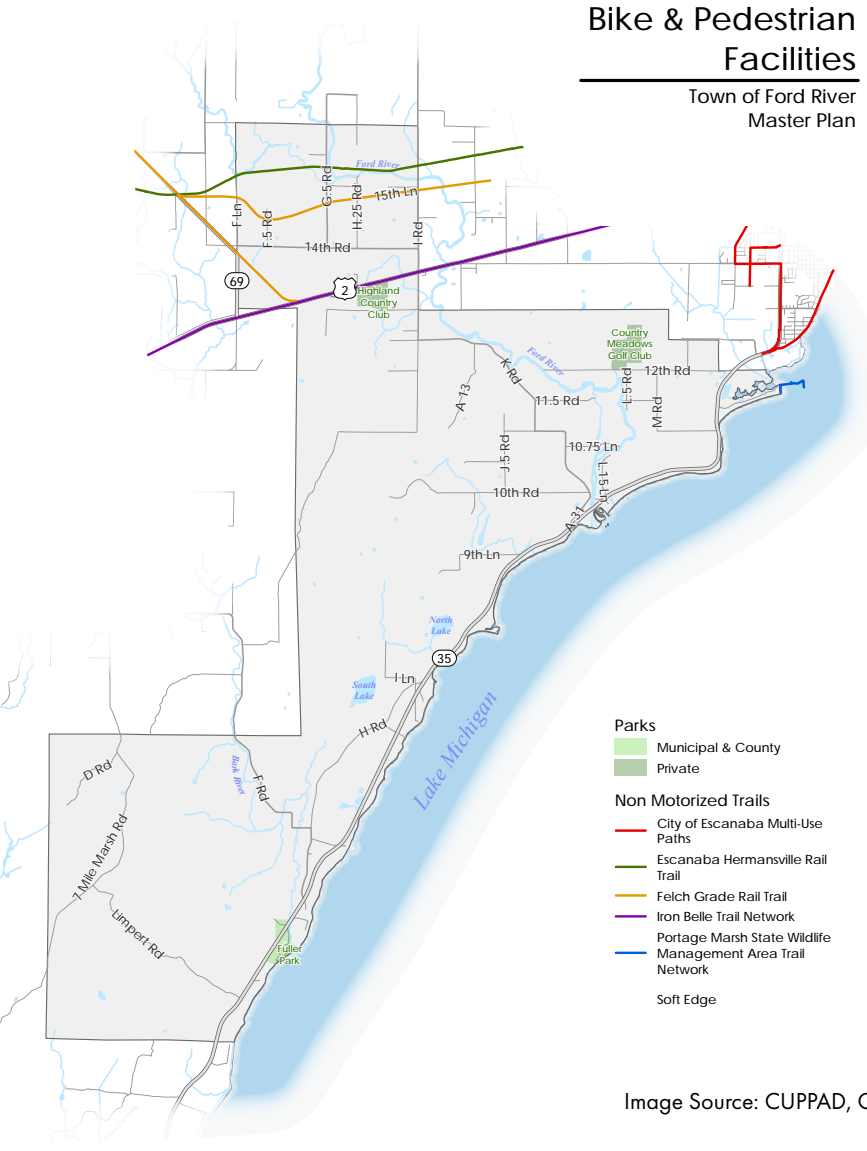 Bike & Pedestrian
Facilities
Town of Ford River
Master Plan
Ford River
G.5 Rd
H.25 Rd
15th Ln
F Ln
F.5 Rd
I Rd
14th Rd
69
2
Highland
Country
Club
Country
Meadows
Golf Club
Ford River
K Rd
12th Rd
L.5 Rd
A-13
11.5 Rd
M Rd
J.5 Rd
10.75 Ln
L.15 Ln
10th Rd
A-31
9th Ln
North
Lake
35
I Ln
South
Lake
H Rd
Lake Michigan
Bark River
F Rd
D Rd
7 Mile Marsh Rd
Limpert Rd
Fuller
Park
Parks
Municipal & County
Private
Non Motorized Trails
City of Escanaba Multi-Use
Paths
Escanaba Hermansville Rail
Trail
Felch Grade Rail Trail
Iron Belle Trail Network
Portage Marsh State Wildlife
Management Area Trail
Network
Soft Edge
Image Source: CUPPAD, C